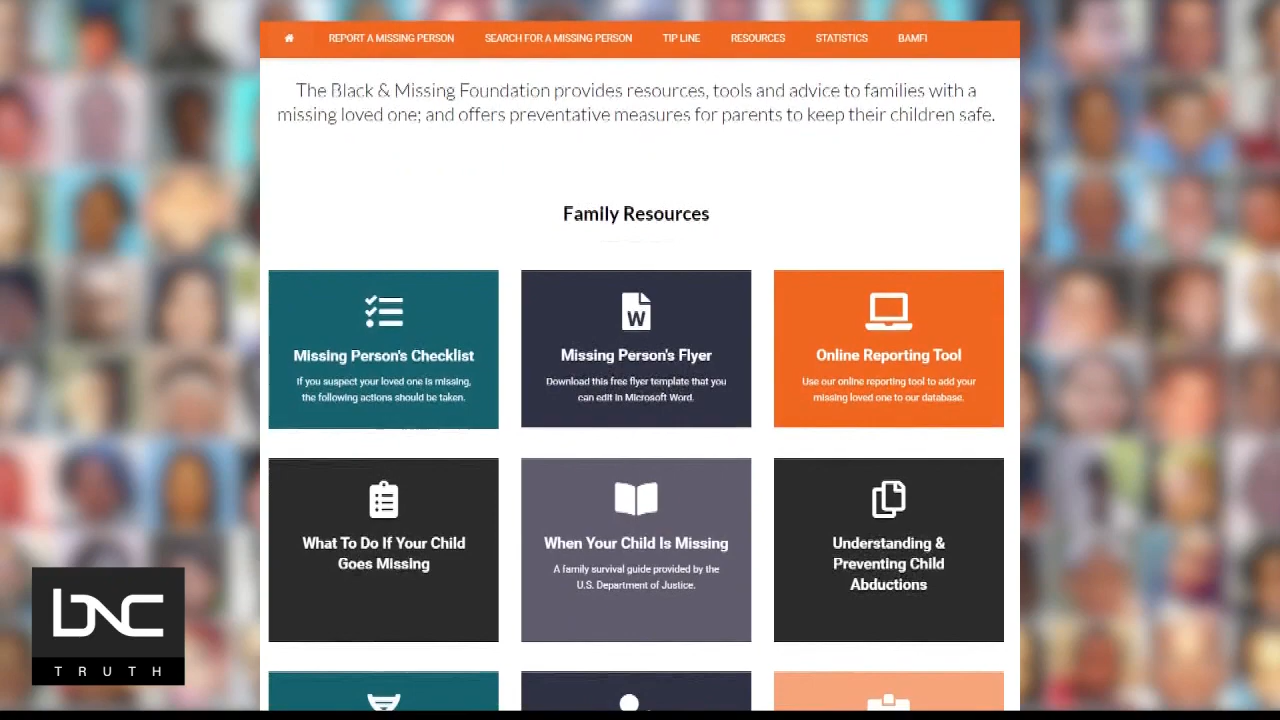 REPORT A MISSING PERSON SEARCH FOR A MISSING PERSON TIP LINE RESOURCES STATISTICS BAMFI
The Black & Missing Foundation provides resources, tools and advice to families with a
missing loved one; and offers preventative measures for parents to keep their children safe.
Family Resources
Missing Person's Checklist
If you suspect your loved one is missing,
the following actions should be taken.
Missing Person's Flyer
Download this free flyer template that you
can edit in Microsoft Word.
Online Reporting Tool
Use our online reporting tool to add your
missing loved one to our database.
What To Do If Your Child
Goes Missing
When Your Child Is Missing
A family survival guide provided by the
U.S. Department of Justice.
Understanding &
Preventing Child
Abductions
BNC
TRUTH